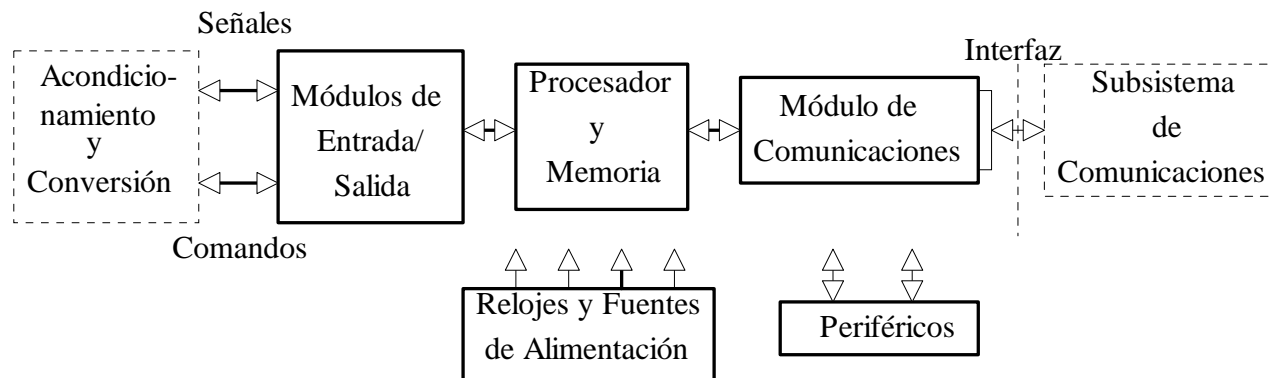 Señales
Acondicio-
namiento
y
Conversión
Comandos
Módulos de
Entrada/
Salida
Procesador
y
Memoria
Módulo de
Comunicaciones
Interfaz
Subsistema
de
Comunicaciones
Relojes y Fuentes
de Alimentación
Periféricos